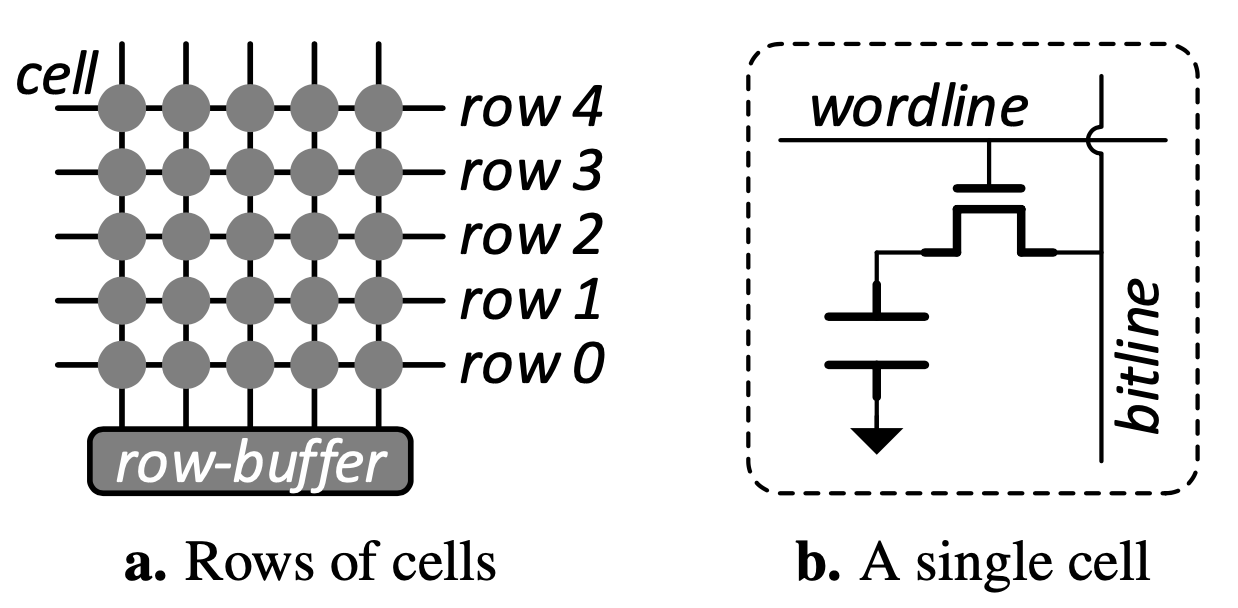 cell
row 4
row 3
row 2
row 1
row 0
row-buffer
a. Rows of cells
wordline
bitline
b. A single cell